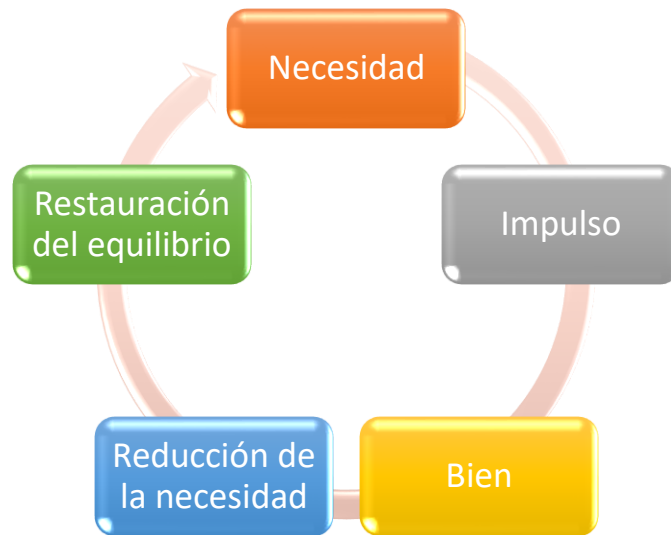 Necesidad
Impulso
Bien
Reducción de
la necesidad
Restauración
del equilibrio